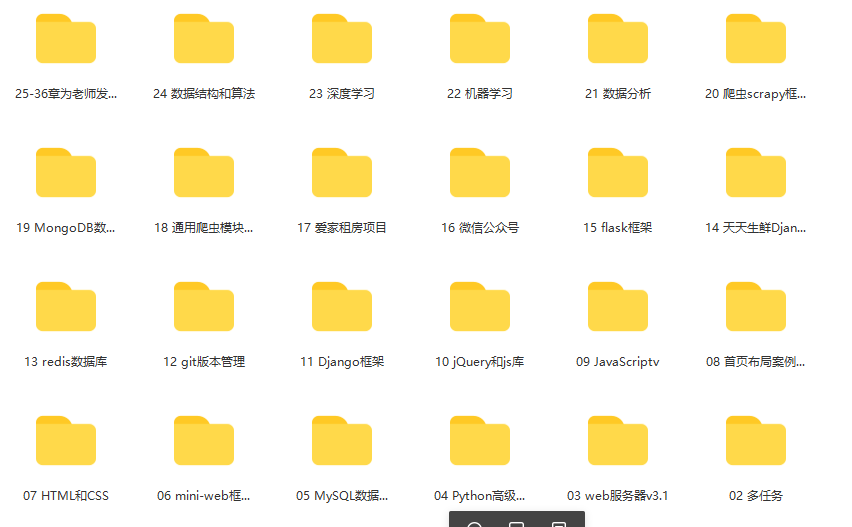 25-36章为老师发...
24 数据结构和算法
23 深度学习
22 机器学习
21 数据分析
20 爬虫scrapy框...
19 MongoDB数...
18 通用爬虫模块...
17 爱家租房项目
16 微信公众号
15 flask框架
14 天天生鲜Djan...
13 redis数据库
12 git版本管理
11 Django框架
10 jQuery和js库
09 JavaScriptv
08 首页布局案例...
07 HTML和CSS
06 mini-web框...
05 MySQL数据...
04 Python高级...
03 web服务器v3.1
02 多任务